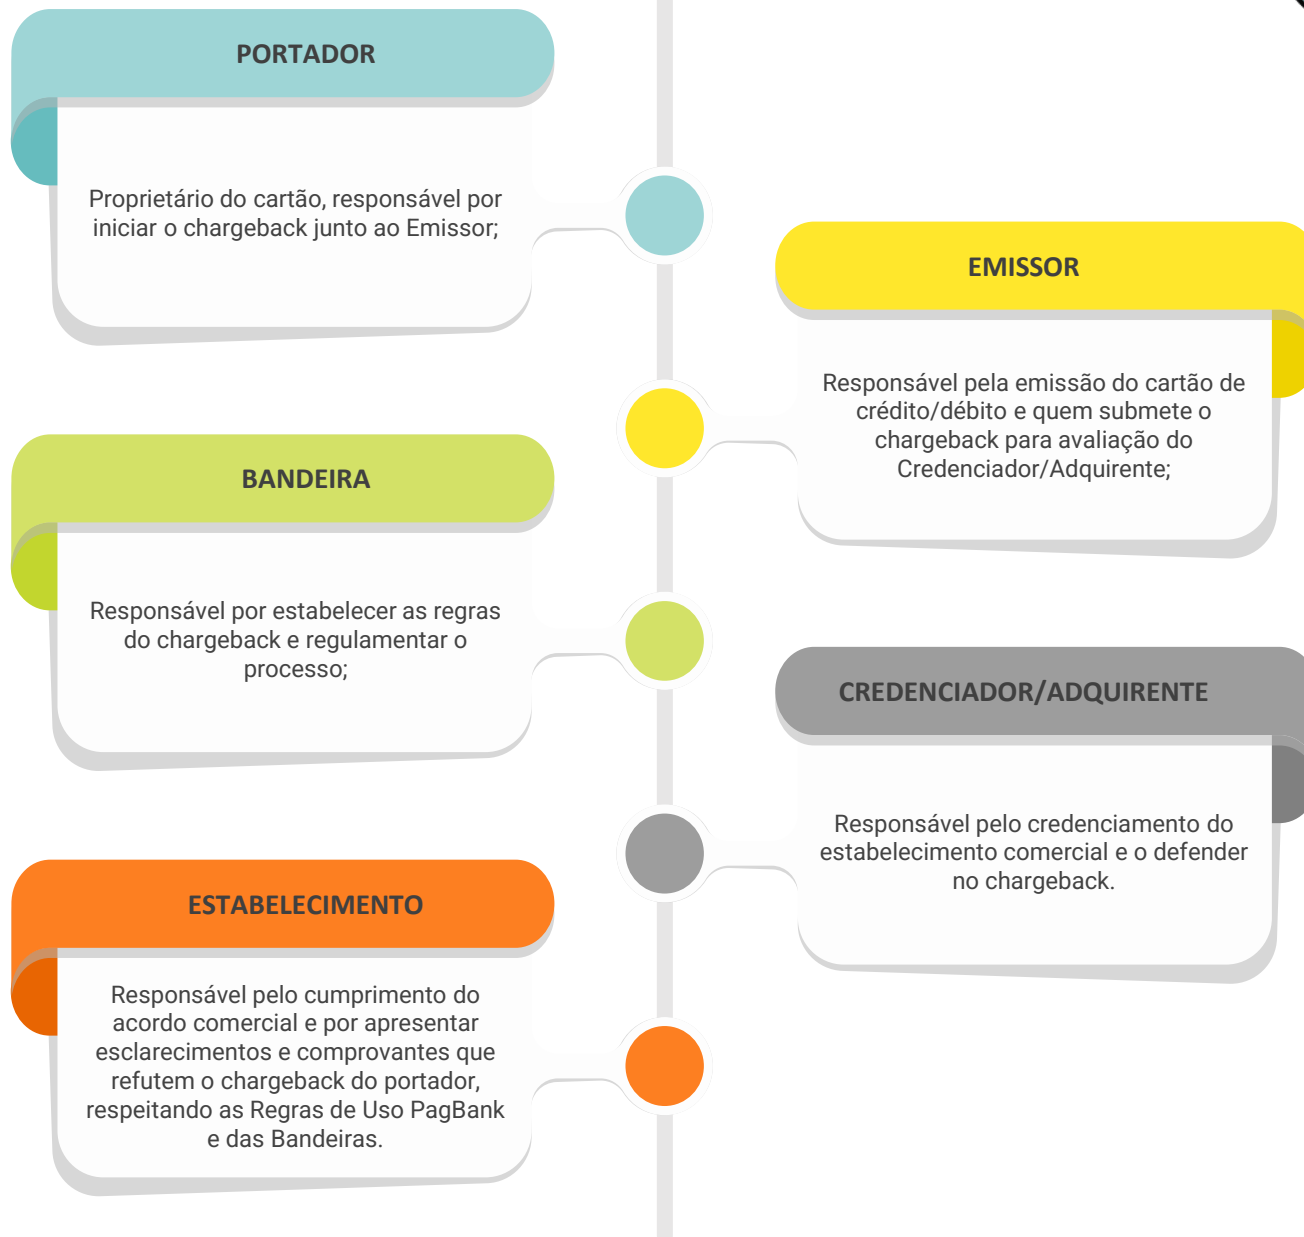 PORTADOR
Proprietário do cartão, responsável por
iniciar o chargeback junto ao Emissor;
EMISSOR
Responsável pela emissão do cartão de
crédito/débito e quem submete o
chargeback para avaliação do
Credenciador/Adquirente;
BANDEIRA
Responsável por estabelecer as regras
do chargeback e regulamentar o
processo;
CREDENCIADOR/ADQUIRENTE
Responsável pelo credenciamento do
estabelecimento comercial e o defender
no chargeback.
ESTABELECIMENTO
Responsável pelo cumprimento do
acordo comercial e por apresentar
esclarecimentos e comprovantes que
refutem o chargeback do portador,
respeitando as Regras de Uso PagBank
e das Bandeiras.